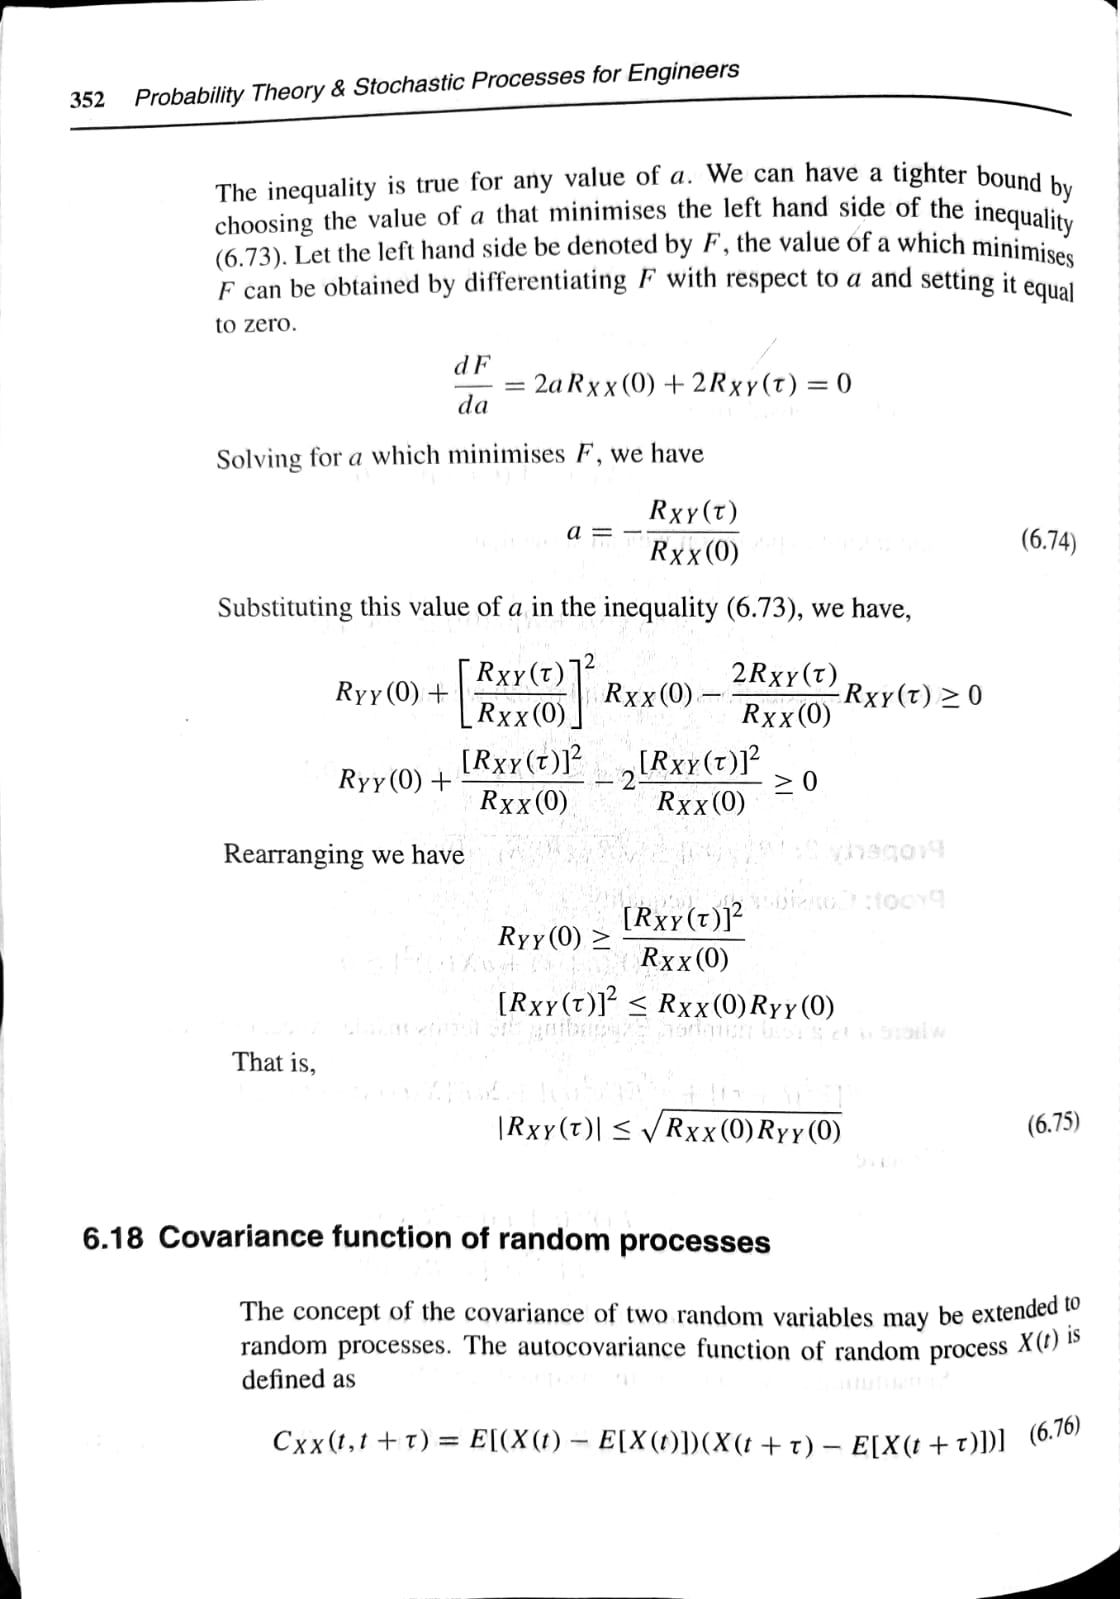 352 Probability Theory & Stochastic Processes for Engineers
The inequality is true for any value of a. We can have a tighter bound by
choosing the value of a that minimises the left hand side of the inequality
(6.73). Let the left hand side be denoted by F, the value of a which minimises
F can be obtained by differentiating F with respect to a and setting it equal
to zero.
dF/da = 2aR_XX(0) + 2R_XY(τ) = 0
Solving for a which minimises F, we have
a = −R_XY(τ)/R_XX(0) (6.74)
Substituting this value of a in the inequality (6.73), we have,
R_YY(0) + [R_XY(τ)/R_XX(0)]² R_XX(0) − 2R_XY(τ)/R_XX(0) R_XY(τ) ≥ 0
R_YY(0) + [R_XY(τ)]²/R_XX(0) − 2[R_XY(τ)]²/R_XX(0) ≥ 0
Rearranging we have
R_YY(0) ≥ [R_XY(τ)]²/R_XX(0)
[R_XY(τ)]² ≤ R_XX(0)R_YY(0)
That is,
|R_XY(τ)| ≤ √(R_XX(0)R_YY(0)) (6.75)
6.18 Covariance function of random processes
The concept of the covariance of two random variables may be extended to
random processes. The autocovariance function of random process X(t) is
defined as
C_XX(t, t + τ) = E[(X(t) − E[X(t)])(X(t + τ) − E[X(t + τ)])] (6.76)